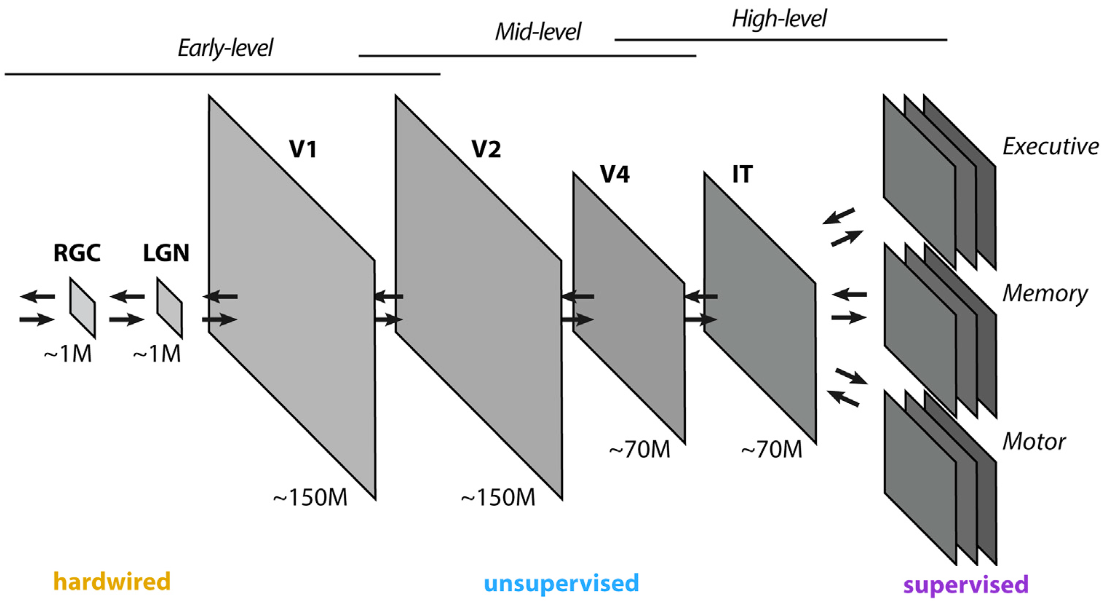 High-level
Mid-level
Early-level
V1
V2
V4
IT
Executive
RGC
LGN
Memory
~1M
~1M
Motor
~70M
~70M
~150M
~150M
hardwired
unsupervised
supervised